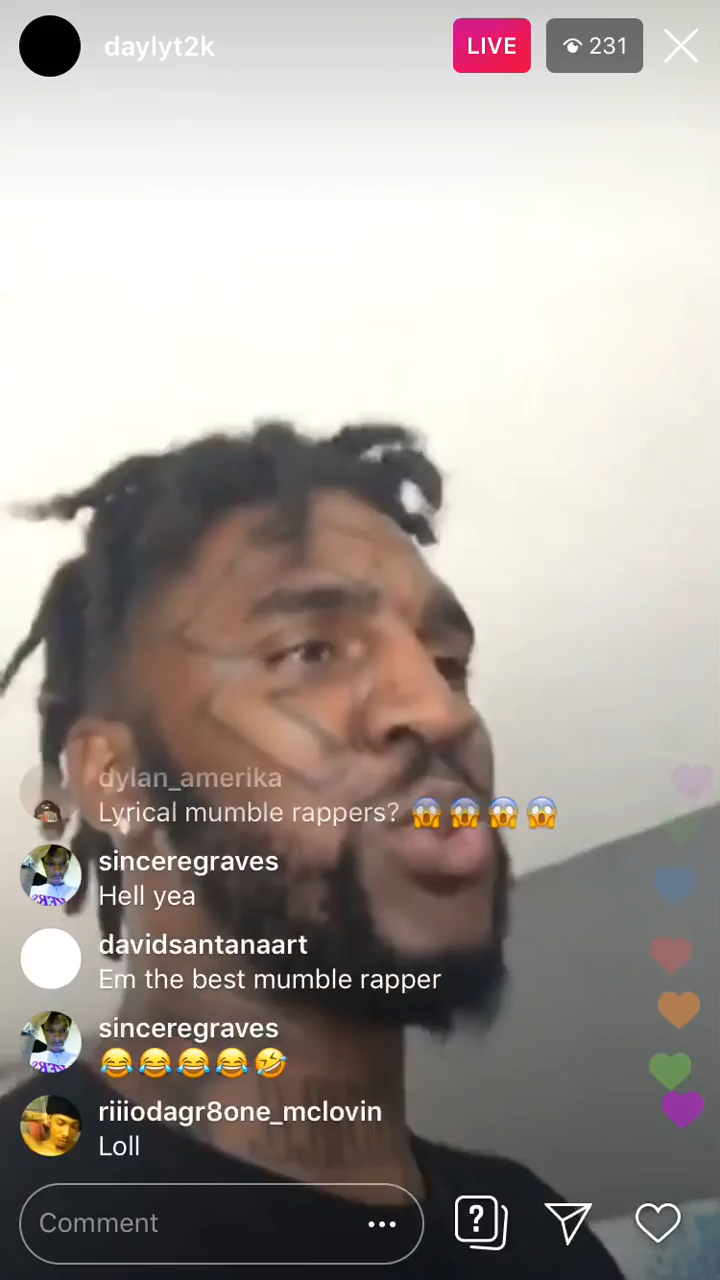 daylyt2k
LIVE
231
dylan_amerika
Lyrical mumble rappers? 😱 😱 😱 😱
sinceregraves
Hell yea
davidsantanaart
Em the best mumble rapper
sinceregraves
😂😂😂😂🤣
riiiodagr8one_mclovin
Loll
Comment